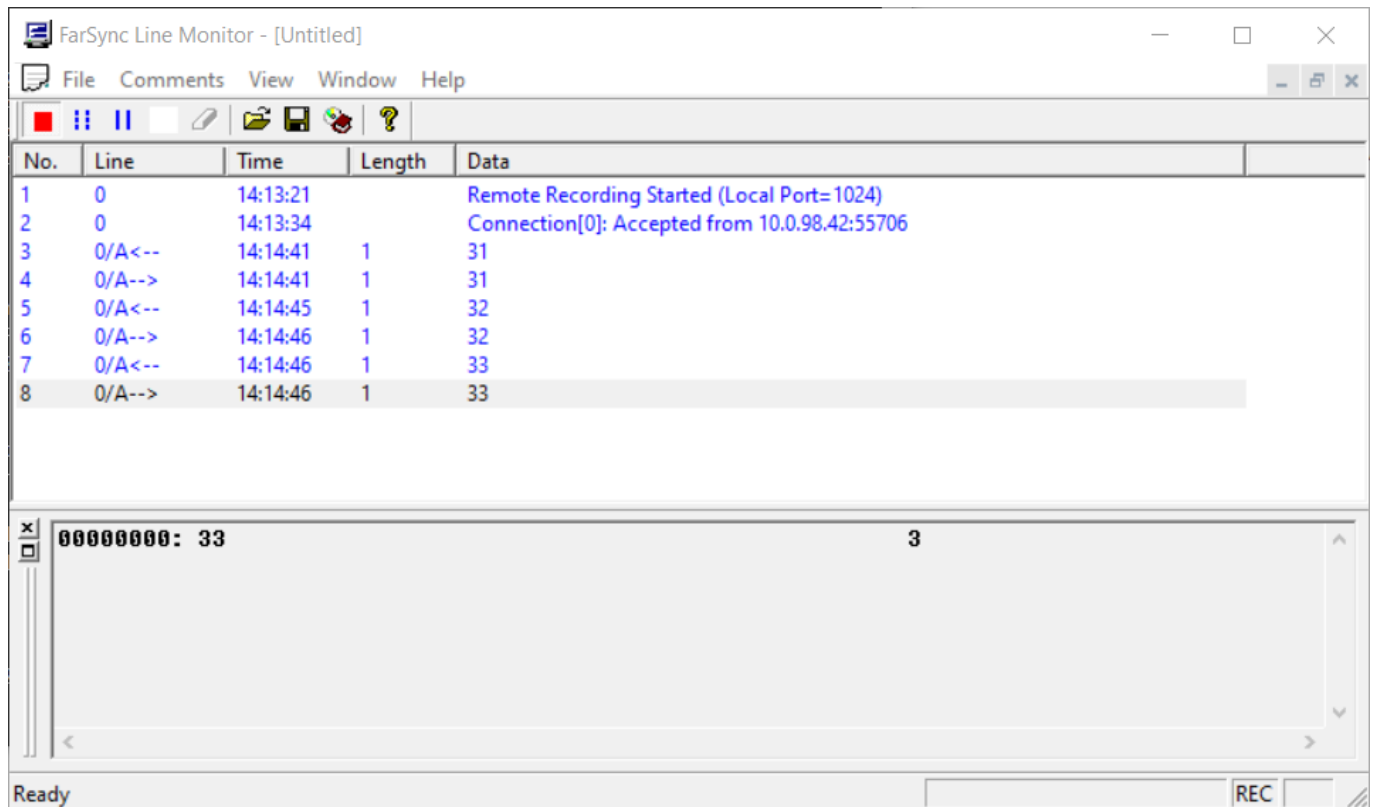 FarSync Line Monitor - [Untitled]
File Comments View Window Help
No. Line Time Length Data
1 0 14:13:21 Remote Recording Started (Local Port=1024)
2 0 14:13:34 Connection[0]: Accepted from 10.0.98.42:55706
3 0/A<-- 14:14:41 1 31
4 0/A--> 14:14:41 1 31
5 0/A<-- 14:14:45 1 32
6 0/A--> 14:14:46 1 32
7 0/A<-- 14:14:46 1 33
8 0/A--> 14:14:46 1 33
00000000: 33 3
Ready REC